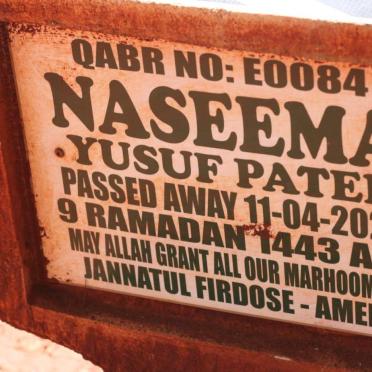 QABR NO: E0084
NASEEMA
YUSUF PATEL
PASSED AWAY 11-04-202
9 RAMADAN 1443 A
MAY ALLAH GRANT ALL OUR MARHOOM
JANNATUL FIRDOSE - AME